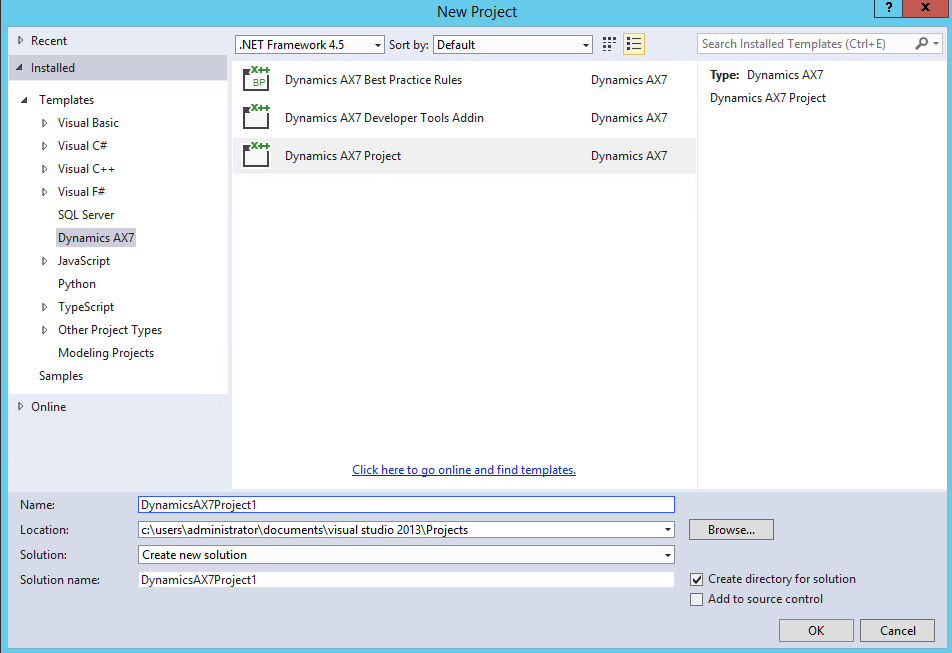 New Project
?
x
Recent
Installed
Templates
Visual Basic
Visual C#
Visual C++
Visual F#
SQL Server
Dynamics AX7
JavaScript
Python
TypeScript
Other Project Types
Modeling Projects
Samples
Online
.NET Framework 4.5
Sort by: Default
X++ BP Dynamics AX7 Best Practice Rules Dynamics AX7
X++ Dynamics AX7 Developer Tools Addin Dynamics AX7
X++ Dynamics AX7 Project Dynamics AX7
Click here to go online and find templates.
Search Installed Templates (Ctrl+E)
Type: Dynamics AX7
Dynamics AX7 Project
Name: DynamicsAX7Project1
Location: c:\users\administrator\documents\visual studio 2013\Projects Browse...
Solution: Create new solution
Solution name: DynamicsAX7Project1
Create directory for solution
Add to source control
OK Cancel